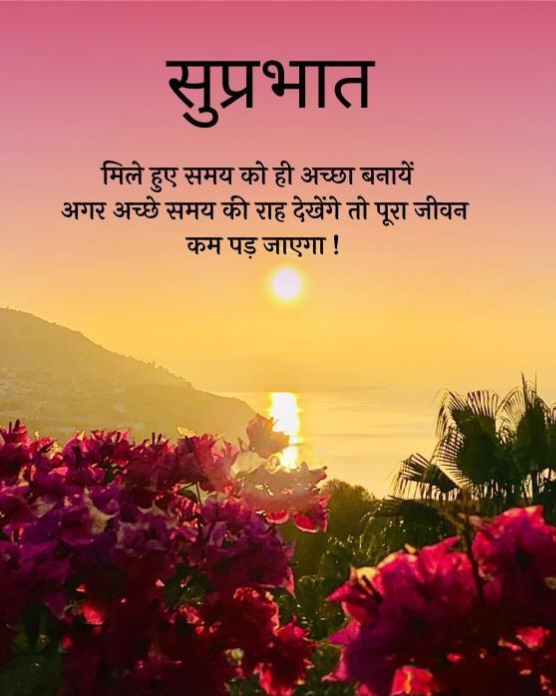 सुप्रभात
मिले हुए समय को ही अच्छा बनायें
अगर अच्छे समय की राह देखेंगे तो पूरा जीवन
कम पड़ जाएगा !